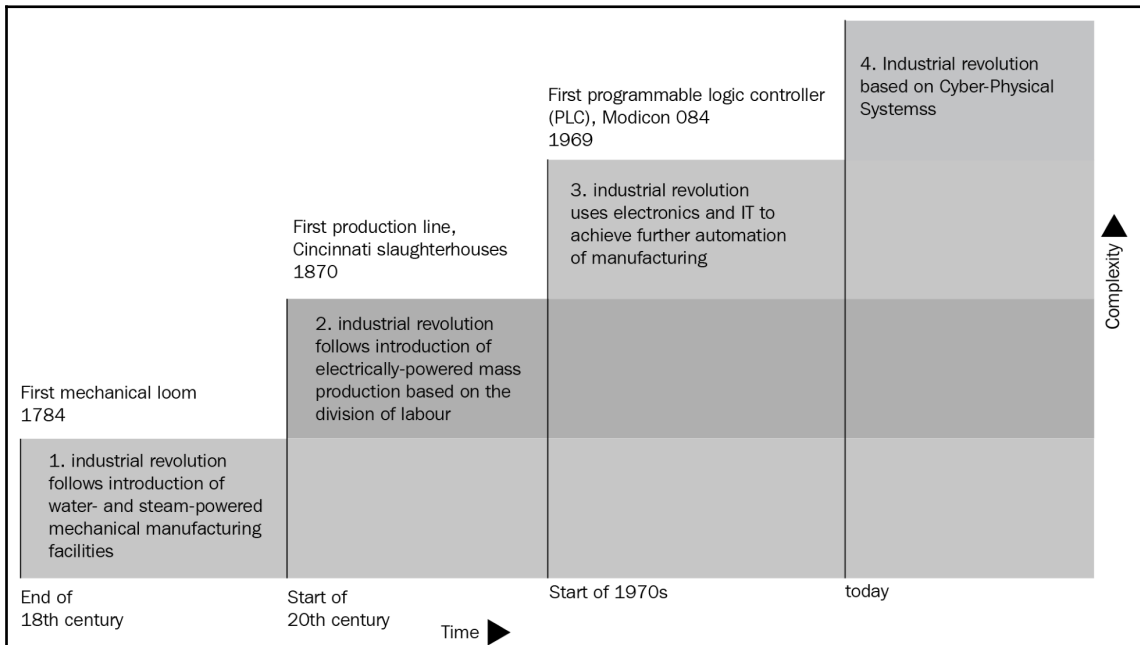 4. Industrial revolution
based on Cyber-Physical
Systemss
First programmable logic controller
(PLC), Modicon 084
1969
3. industrial revolution
uses electronics and IT to
achieve further automation
of manufacturing
First production line,
Cincinnati slaughterhouses
1870
2. industrial revolution
follows introduction of
electrically-powered mass
production based on the
division of labour
First mechanical loom
1784
1. industrial revolution
follows introduction of
water- and steam-powered
mechanical manufacturing
facilities
Complexity
End of
18th century
Start of
20th century
Start of 1970s
today
Time